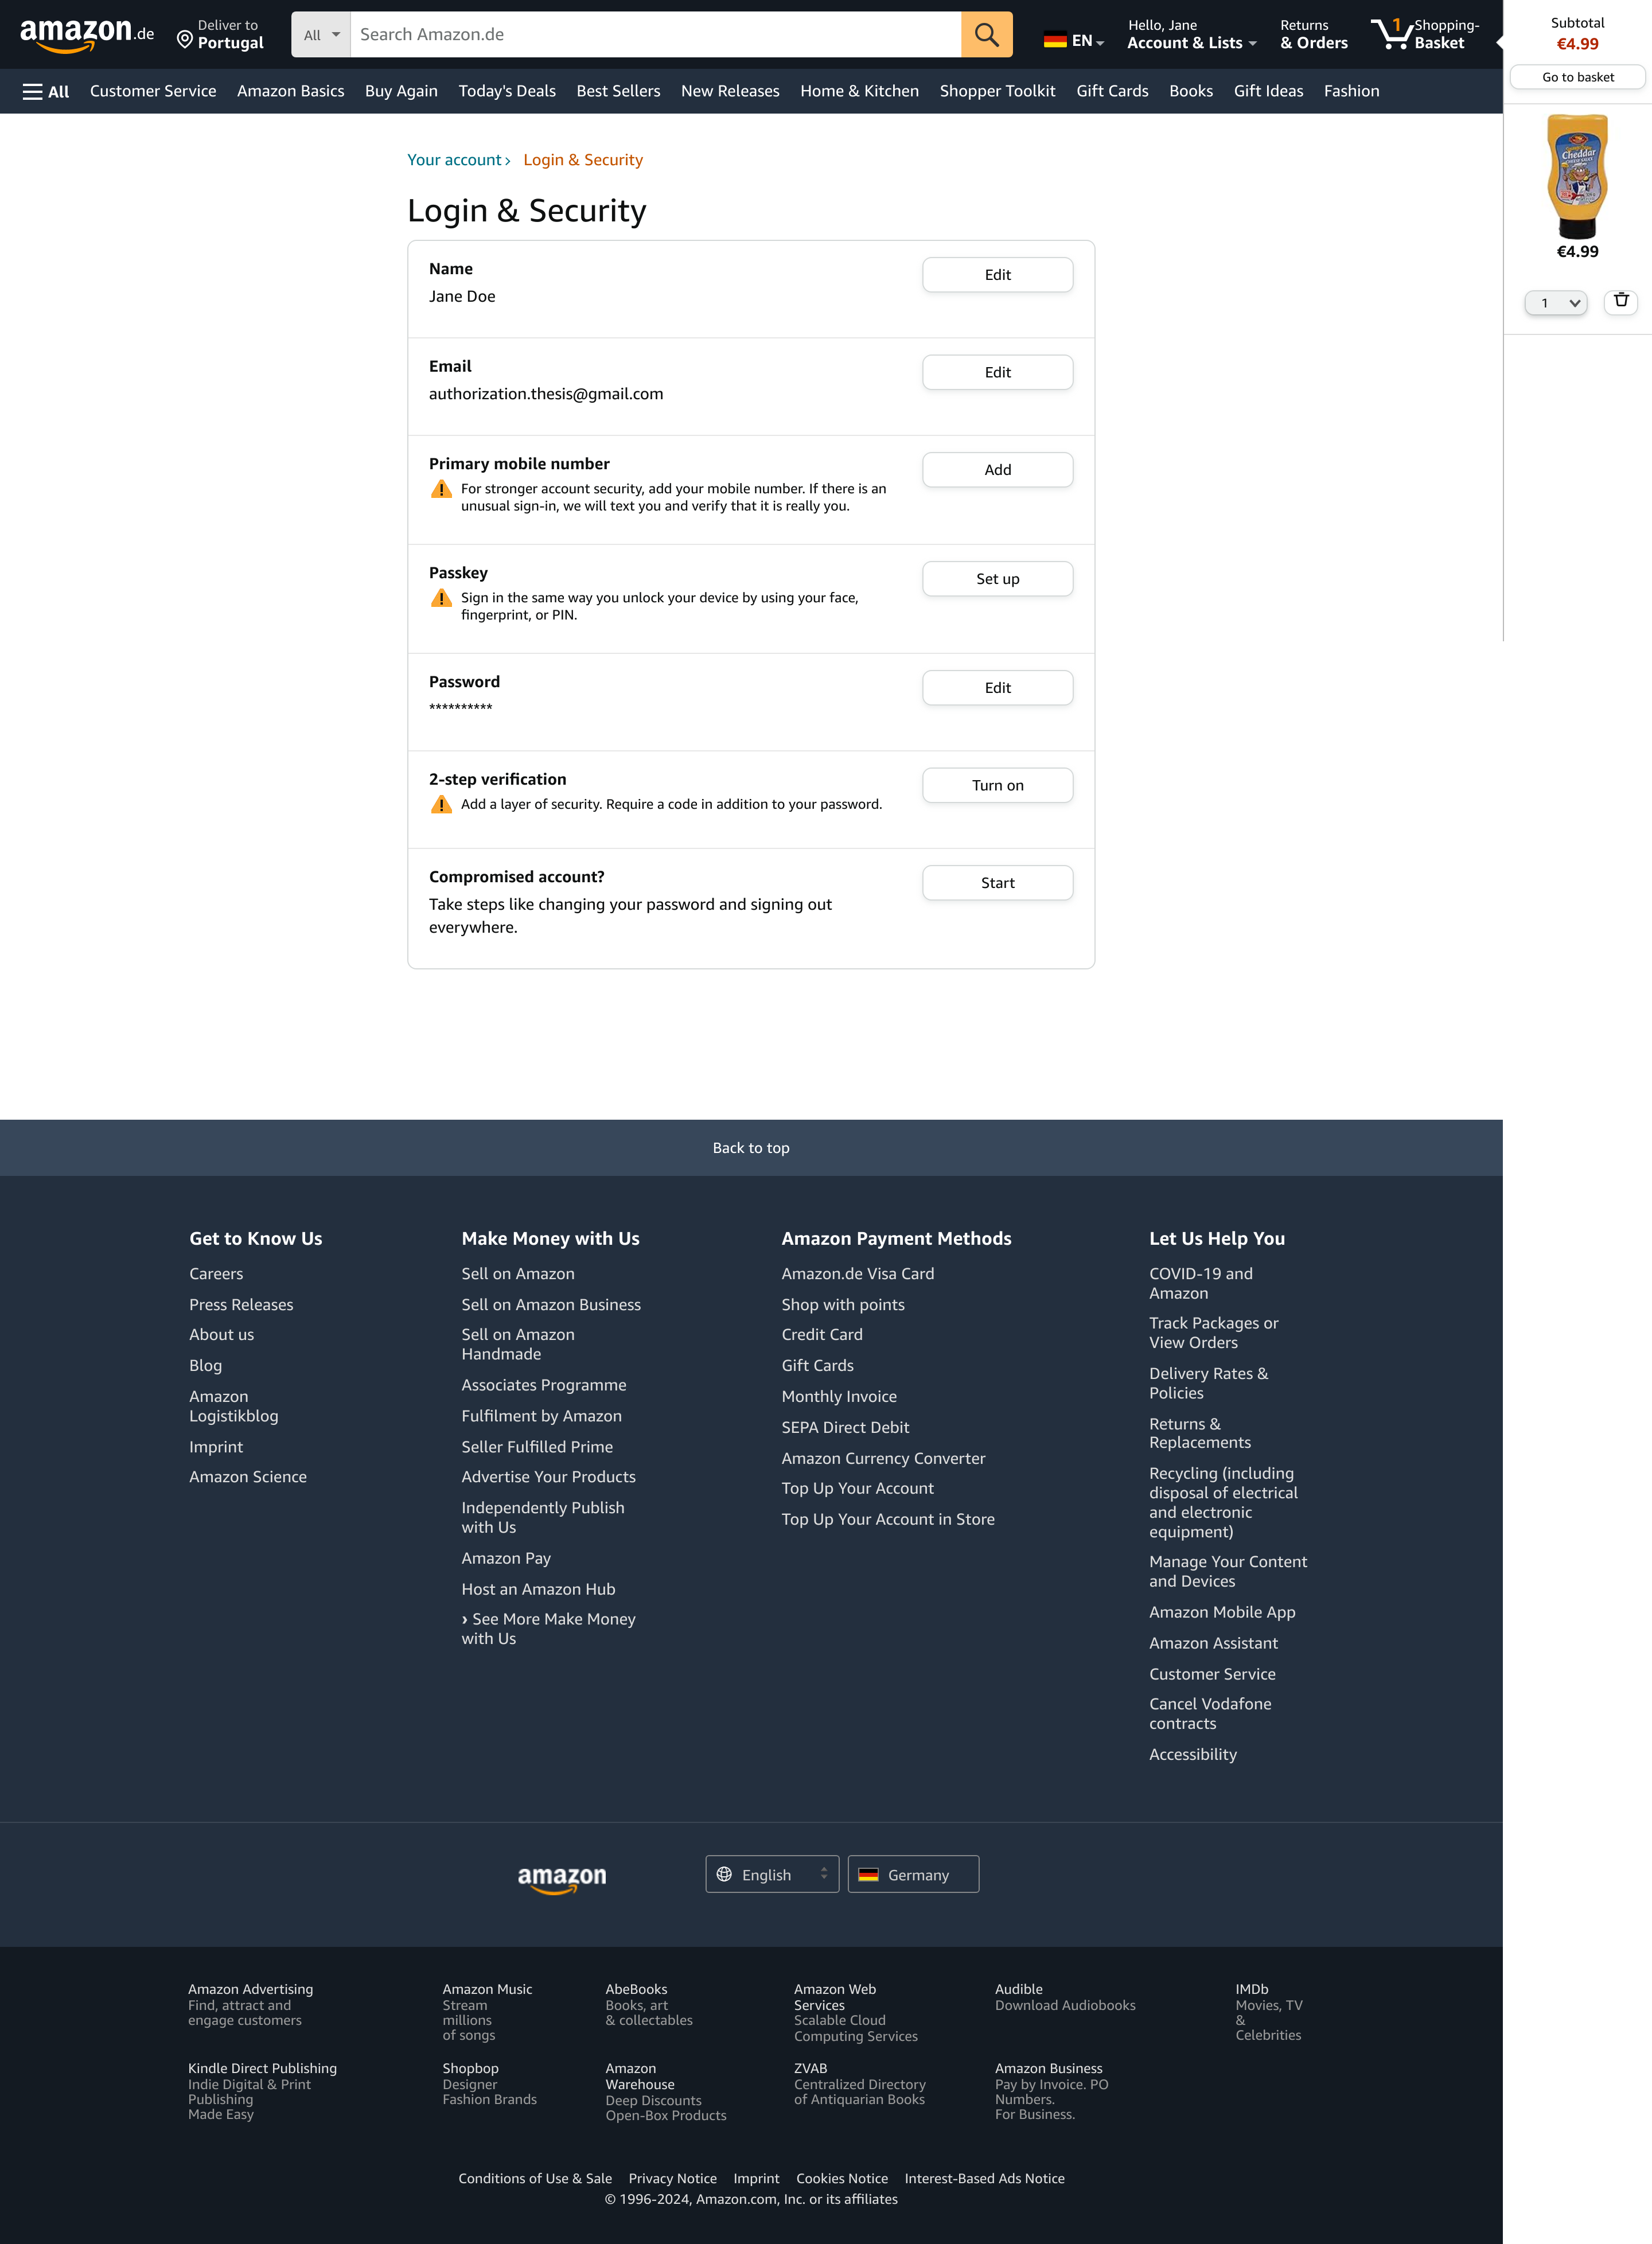 amazon.de
Deliver to
Portugal
All
Search Amazon.de
EN
Hello, Jane
Account & Lists
Returns
& Orders
1
Shopping-
Basket
Subtotal
€4.99
Go to basket
All
Customer Service
Amazon Basics
Buy Again
Today's Deals
Best Sellers
New Releases
Home & Kitchen
Shopper Toolkit
Gift Cards
Books
Gift Ideas
Fashion
Cheddar
€4.99
1
Your account ›
Login & Security
Login & Security
Name
Jane Doe
Edit
Email
authorization.thesis@gmail.com
Edit
Primary mobile number
For stronger account security, add your mobile number. If there is an
unusual sign-in, we will text you and verify that it is really you.
Add
Passkey
Sign in the same way you unlock your device by using your face,
fingerprint, or PIN.
Set up
Password
**********
Edit
2-step verification
Add a layer of security. Require a code in addition to your password.
Turn on
Compromised account?
Take steps like changing your password and signing out
everywhere.
Start
Back to top
Get to Know Us
Careers
Press Releases
About us
Blog
Amazon
Logistikblog
Imprint
Amazon Science
Make Money with Us
Sell on Amazon
Sell on Amazon Business
Sell on Amazon
Handmade
Associates Programme
Fulfilment by Amazon
Seller Fulfilled Prime
Advertise Your Products
Independently Publish
with Us
Amazon Pay
Host an Amazon Hub
› See More Make Money
with Us
Amazon Payment Methods
Amazon.de Visa Card
Shop with points
Credit Card
Gift Cards
Monthly Invoice
SEPA Direct Debit
Amazon Currency Converter
Top Up Your Account
Top Up Your Account in Store
Let Us Help You
COVID-19 and
Amazon
Track Packages or
View Orders
Delivery Rates &
Policies
Returns &
Replacements
Recycling (including
disposal of electrical
and electronic
equipment)
Manage Your Content
and Devices
Amazon Mobile App
Amazon Assistant
Customer Service
Cancel Vodafone
contracts
Accessibility
amazon
English
Germany
Amazon Advertising
Find, attract and
engage customers
Amazon Music
Stream
millions
of songs
AbeBooks
Books, art
& collectables
Amazon Web
Services
Scalable Cloud
Computing Services
Audible
Download Audiobooks
IMDb
Movies, TV
&
Celebrities
Kindle Direct Publishing
Indie Digital & Print
Publishing
Made Easy
Shopbop
Designer
Fashion Brands
Amazon
Warehouse
Deep Discounts
Open-Box Products
ZVAB
Centralized Directory
of Antiquarian Books
Amazon Business
Pay by Invoice. PO
Numbers.
For Business.
Conditions of Use & Sale
Privacy Notice
Imprint
Cookies Notice
Interest-Based Ads Notice
© 1996-2024, Amazon.com, Inc. or its affiliates